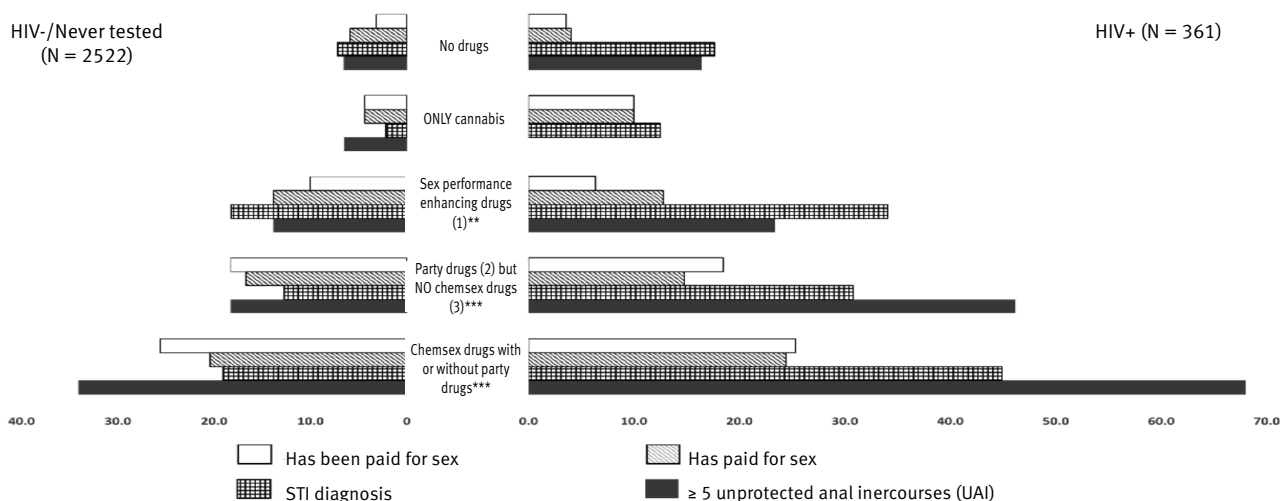 HIV-/Never tested
(N = 2522)
HIV+ (N = 361)
No drugs
ONLY cannabis
Sex performance
enhancing drugs
(1)**
Party drugs (2) but
NO chemsex drugs
(3)***
Chemsex drugs with
or without party
drugs***
40.0 30.0 20.0 10.0 0 0.0 10.0 20.0 30.0 40.0 50.0 60.0 70.0
Has been paid for sex
Has paid for sex
STI diagnosis
≥ 5 unprotected anal inercourses (UAI)